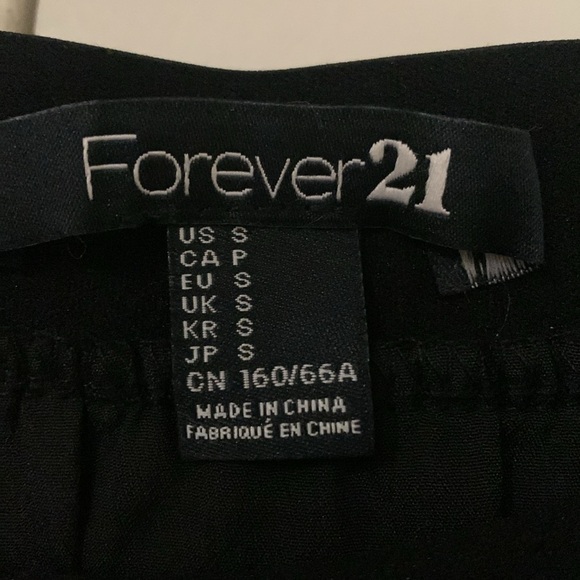 Forever21
US S
CA P
EU S
UK S
KR S
JP S
CN 160/66A
MADE IN CHINA
FABRIQUÉ EN CHINE